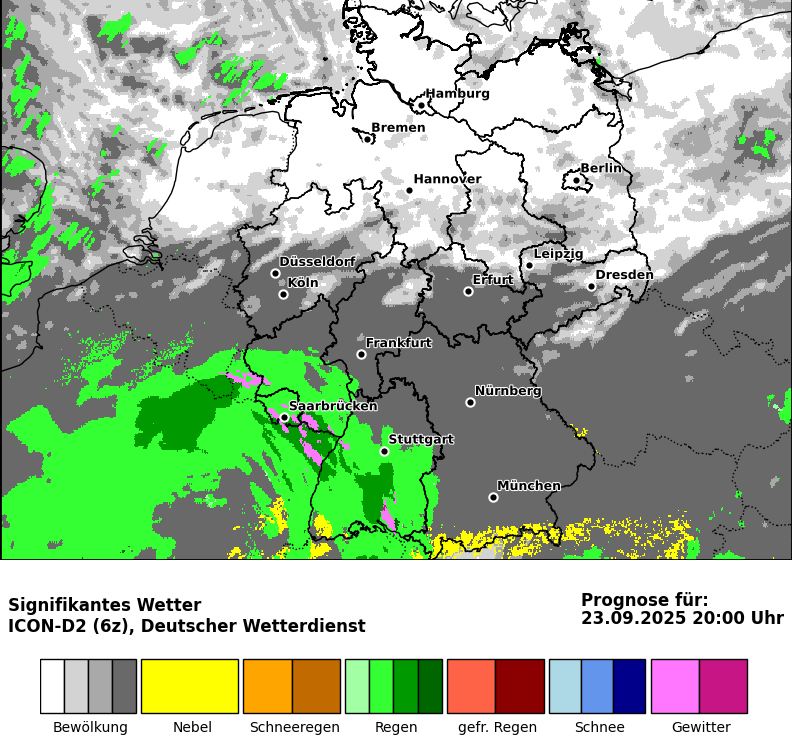 Hamburg
Bremen
Berlin
Hannover
Leipzig
Düsseldorf
Dresden
Köln
Erfurt
Frankfurt
Nürnberg
Saarbrücken
Stuttgart
München
Signifikantes Wetter
ICON-D2 (6z), Deutscher Wetterdienst
Prognose für:
23.09.2025 20:00 Uhr
Bewölkung
Nebel
Schneeregen
Regen
gefr. Regen
Schnee
Gewitter